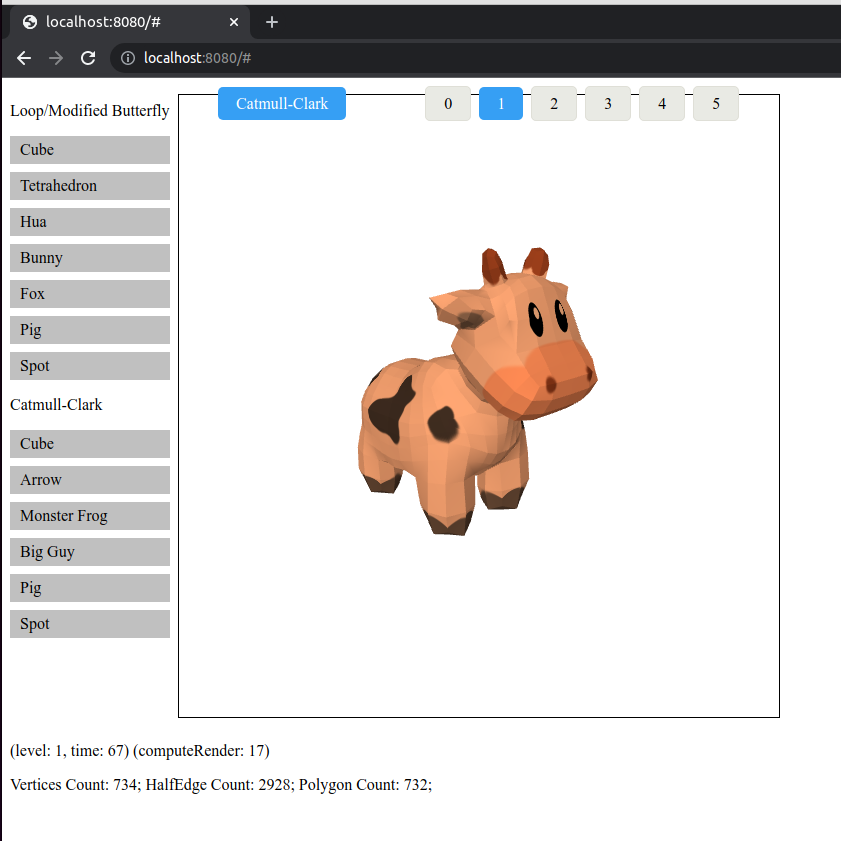 localhost:8080/#
localhost:8080/#
Loop/Modified Butterfly
Cube
Tetrahedron
Hua
Bunny
Fox
Pig
Spot
Catmull-Clark
Cube
Arrow
Monster Frog
Big Guy
Pig
Spot
Catmull-Clark 0 1 2 3 4 5
(level: 1, time: 67) (computeRender: 17)
Vertices Count: 734; HalfEdge Count: 2928; Polygon Count: 732;